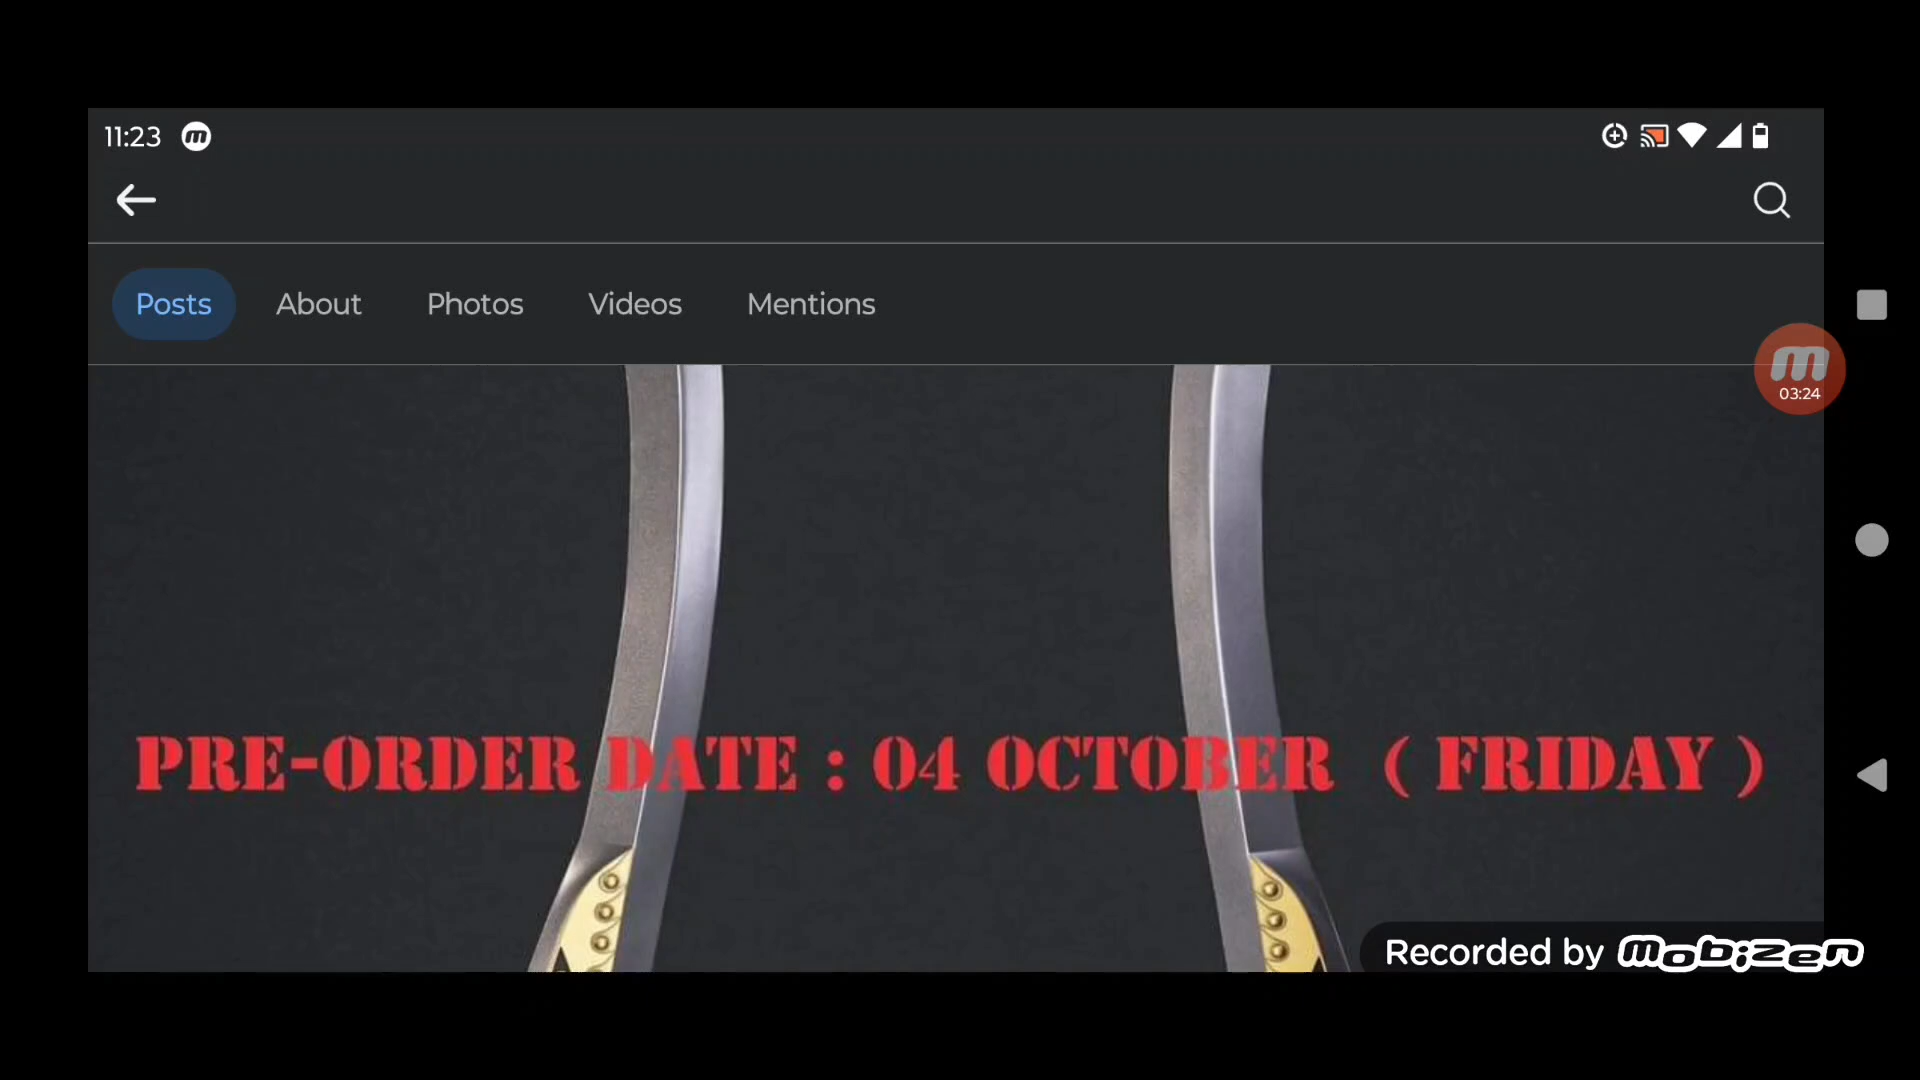 11:23
Posts About Photos Videos Mentions
03:24
PRE-ORDER DATE : 04 OCTOBER ( FRIDAY )
Recorded by mobizen